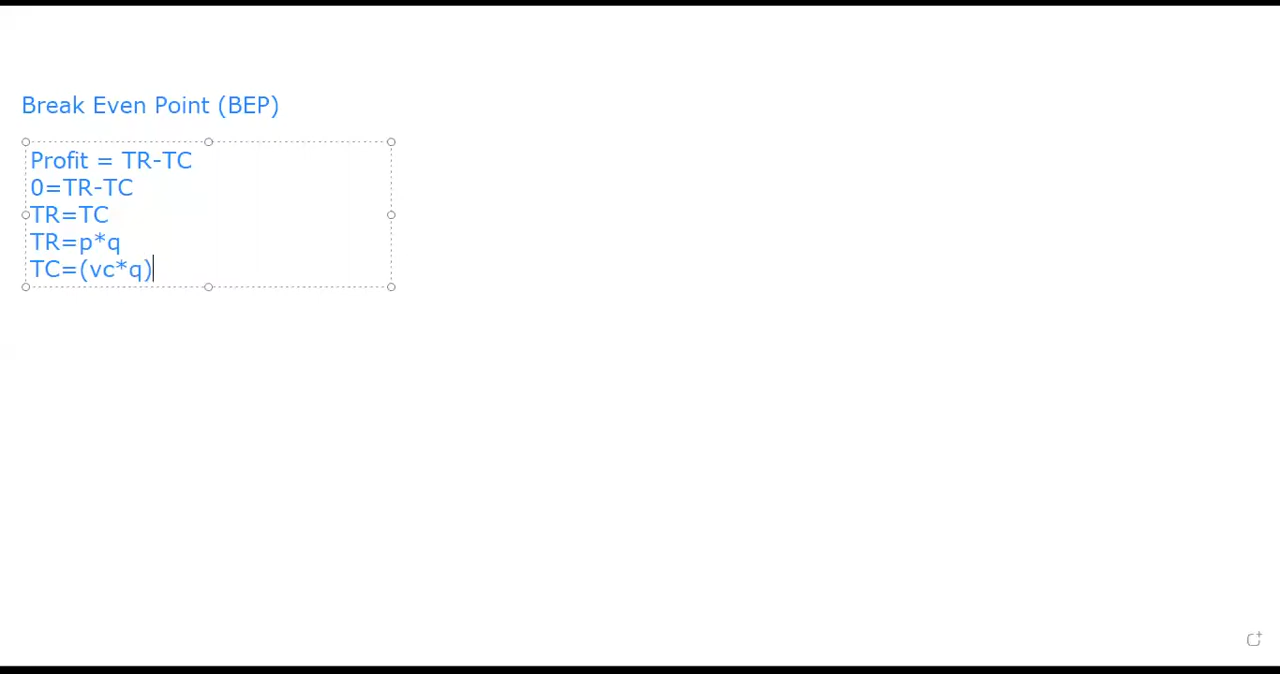 Break Even Point (BEP)
Profit = TR-TC
0=TR-TC
TR=TC
TR=p*q
TC=(vc*q)